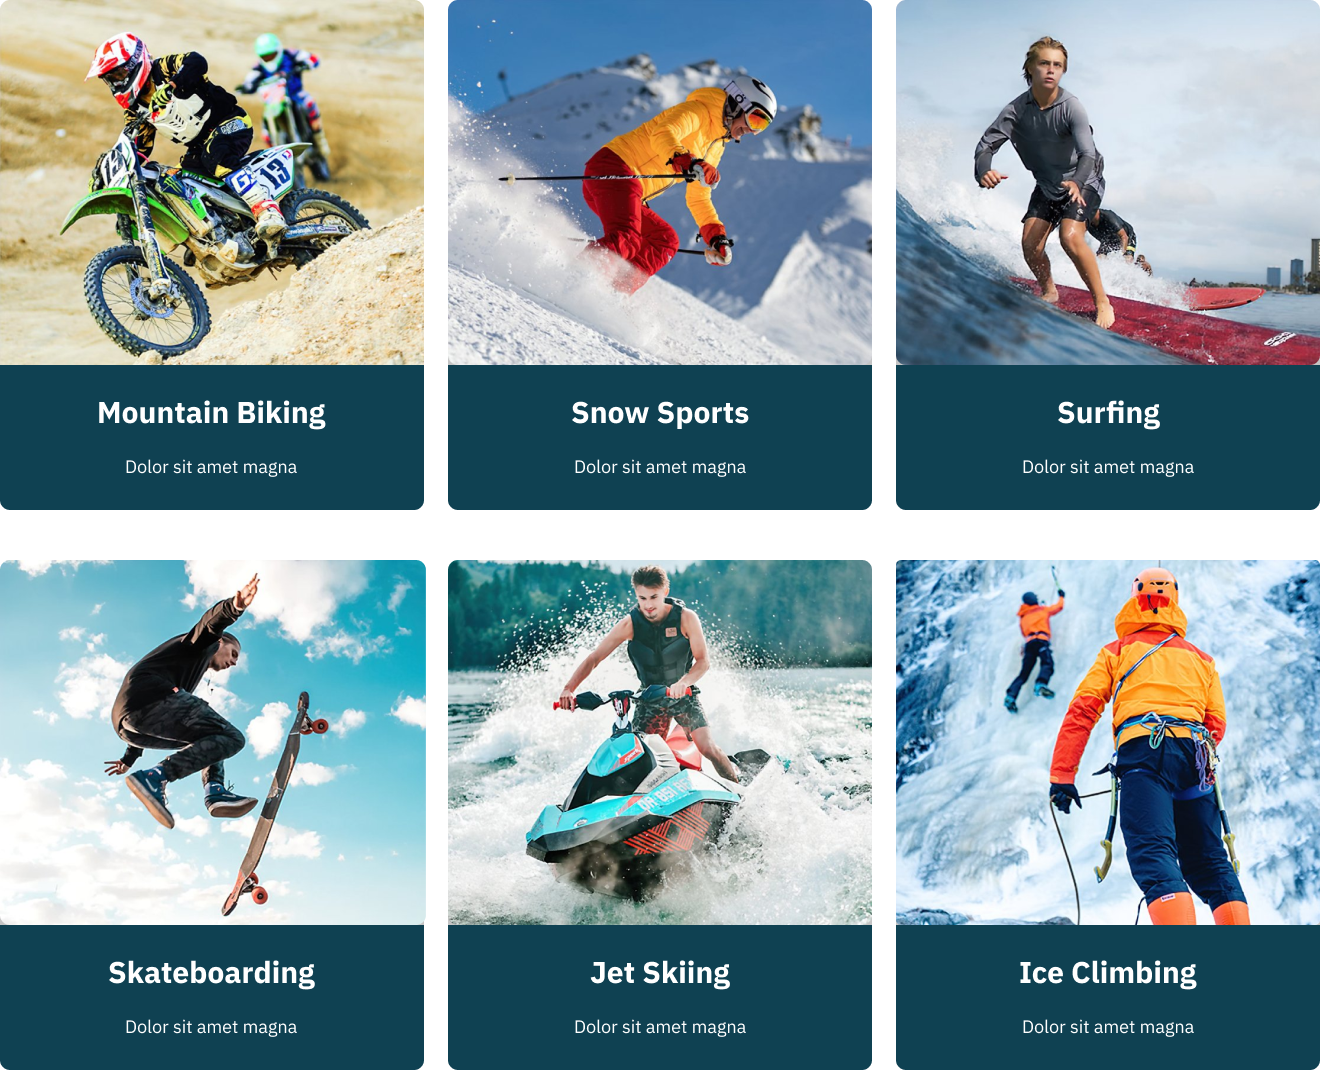 13
Mountain Biking
Snow Sports
Surfing
Dolor sit amet magna
Dolor sit amet magna
Dolor sit amet magna
Skateboarding
Jet Skiing
Ice Climbing
Dolor sit amet magna
Dolor sit amet magna
Dolor sit amet magna